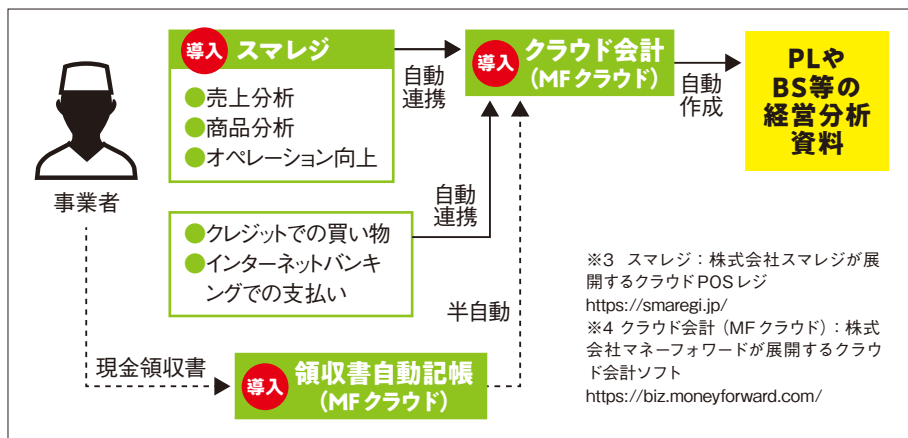 導入 スマレジ
●売上分析
●商品分析
●オペレーション向上
自動
連携
導入 クラウド会計
(MFクラウド)
自動
作成
PLや
BS等の
経営分析
資料
事業者
●クレジットでの買い物
●インターネットバンキ
ングでの支払い
自動
連携
半自動
現金領収書
導入 領収書自動記帳
(MFクラウド)
※3 スマレジ：株式会社スマレジが展
開するクラウドPOSレジ
https://smaregi.jp/
※4 クラウド会計（MFクラウド）：株式
会社マネーフォワードが展開するクラウ
ド会計ソフト
https://biz.moneyforward.com/